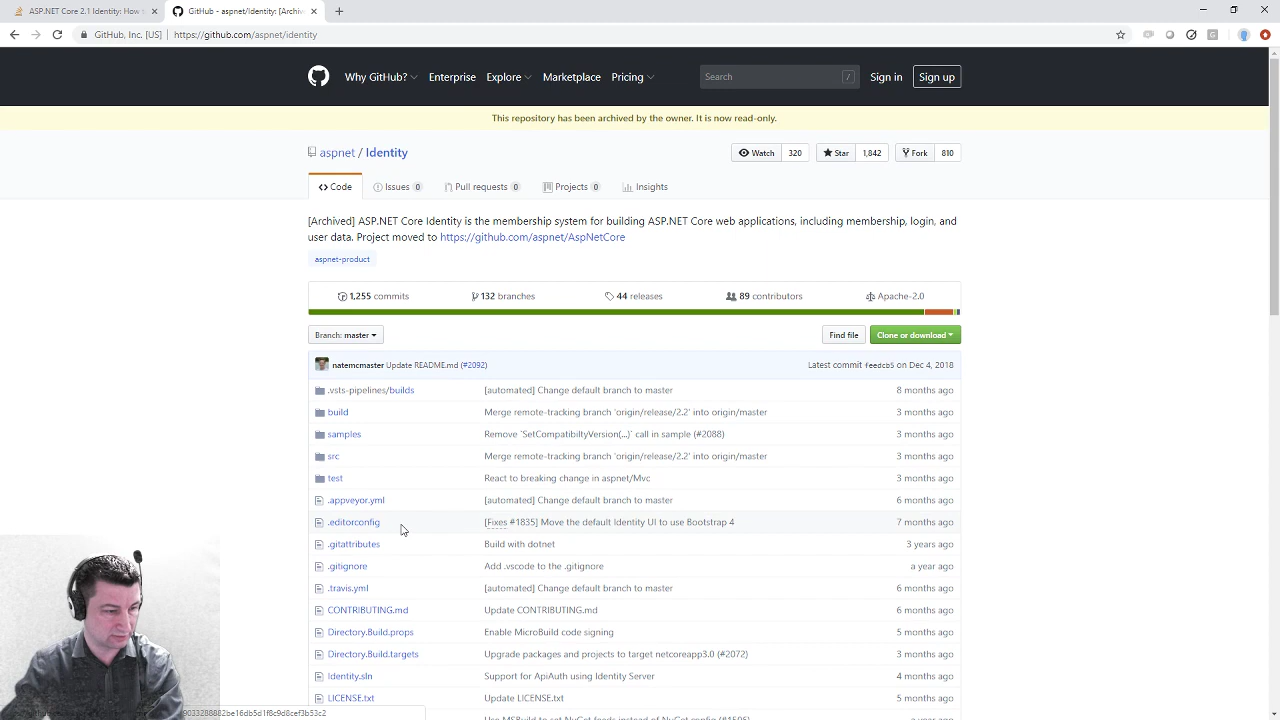 ASP.NET Core 2.1 Identity: How t
GitHub - aspnet/Identity: [Archiv
GitHub, Inc. [US] https://github.com/aspnet/identity
Why GitHub? Enterprise Explore Marketplace Pricing Search / Sign in Sign up
This repository has been archived by the owner. It is now read-only.
aspnet / Identity Watch 320 Star 1,842 Fork 810
Code Issues 0 Pull requests 0 Projects 0 Insights
[Archived] ASP.NET Core Identity is the membership system for building ASP.NET Core web applications, including membership, login, and
user data. Project moved to https://github.com/aspnet/AspNetCore
aspnet-product
1,255 commits 132 branches 44 releases 89 contributors Apache-2.0
Branch: master Find file Clone or download
natemcmaster Update README.md (#2092) Latest commit feedcb5 on Dec 4, 2018
.vsts-pipelines/builds [automated] Change default branch to master 8 months ago
build Merge remote-tracking branch 'origin/release/2.2' into origin/master 3 months ago
samples Remove `SetCompatibiltyVersion(...)` call in sample (#2088) 3 months ago
src Merge remote-tracking branch 'origin/release/2.2' into origin/master 3 months ago
test React to breaking change in aspnet/Mvc 3 months ago
.appveyor.yml [automated] Change default branch to master 6 months ago
.editorconfig [Fixes #1835] Move the default Identity UI to use Bootstrap 4 7 months ago
.gitattributes Build with dotnet 3 years ago
.gitignore Add .vscode to the .gitignore a year ago
.travis.yml [automated] Change default branch to master 6 months ago
CONTRIBUTING.md Update CONTRIBUTING.md 6 months ago
Directory.Build.props Enable MicroBuild code signing 5 months ago
Directory.Build.targets Upgrade packages and projects to target netcoreapp3.0 (#2072) 3 months ago
Identity.sln Support for ApiAuth using Identity Server 4 months ago
LICENSE.txt Update LICENSE.txt 5 months ago